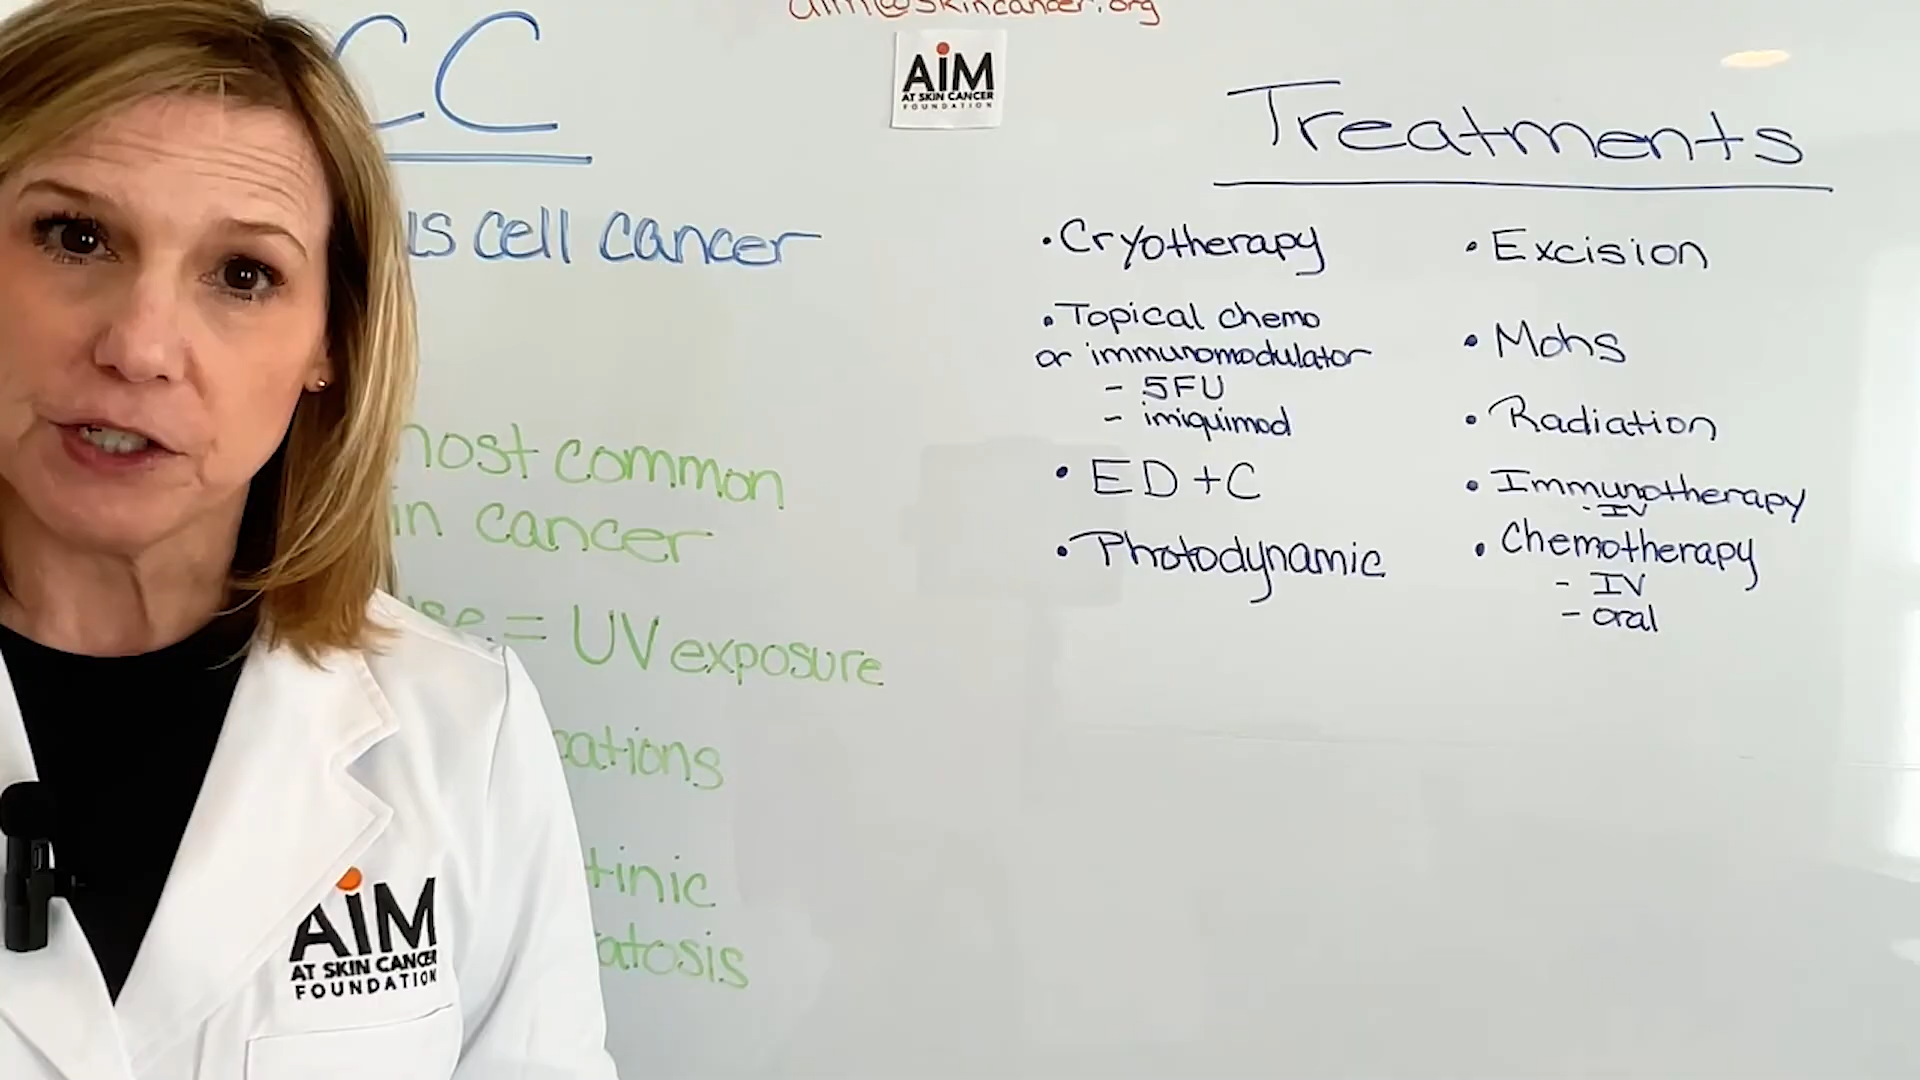 aim@skincancer.org
AiM
AT SKIN CANCER
FOUNDATION
CC
us cell cancer
most common
in cancer
use = UV exposure
cations
tinic
atosis
Treatments
• Cryotherapy
• Topical chemo
or immunomodulator
- 5FU
- imiquimod
• ED+C
• Photodynamic
• Excision
• Mohs
• Radiation
• Immunotherapy
- IV
• Chemotherapy
- IV
- oral
AiM
AT SKIN CANCER
FOUNDATION